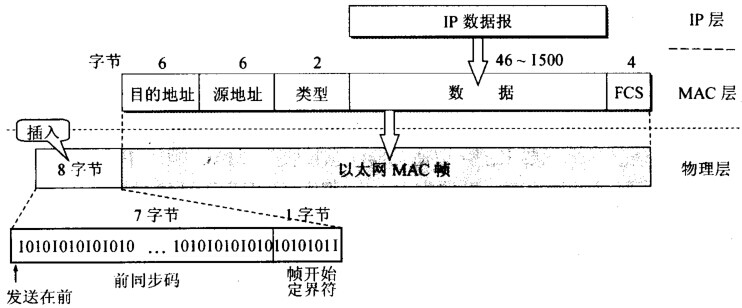 IP 数据报 IP 层
字节 6 6 2 46~1500 4
目的地址 源地址 类型 数 据 FCS MAC 层
插入
8 字节 以太网 MAC 帧 物理层
7 字节 1 字节
10101010101010 … 10101010101010101011
前同步码 帧开始
定界符
发送在前